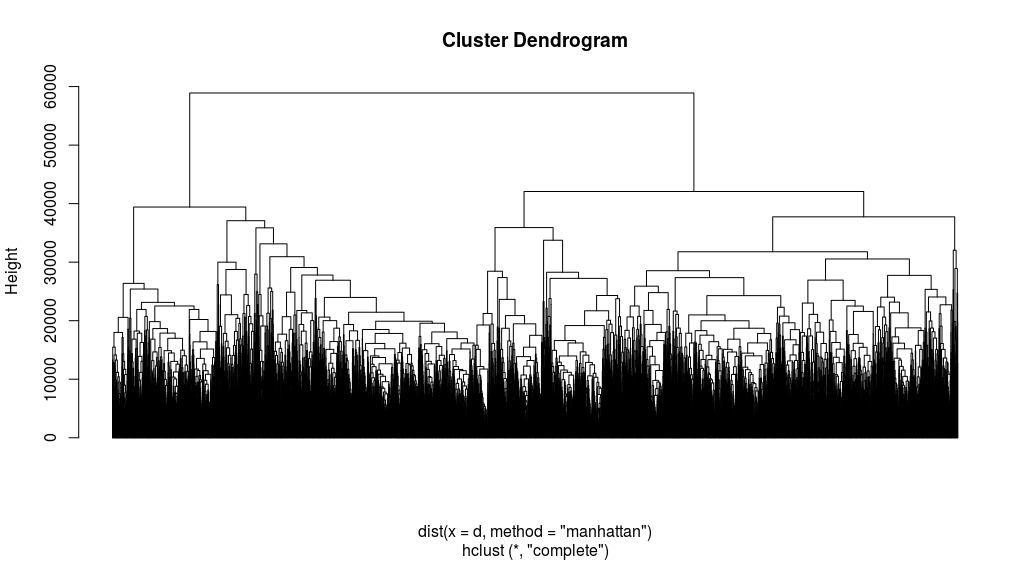 Cluster Dendrogram
Height
60000
50000
40000
30000
20000
10000
0
dist(x = d, method = "manhattan")
hclust (*, "complete")